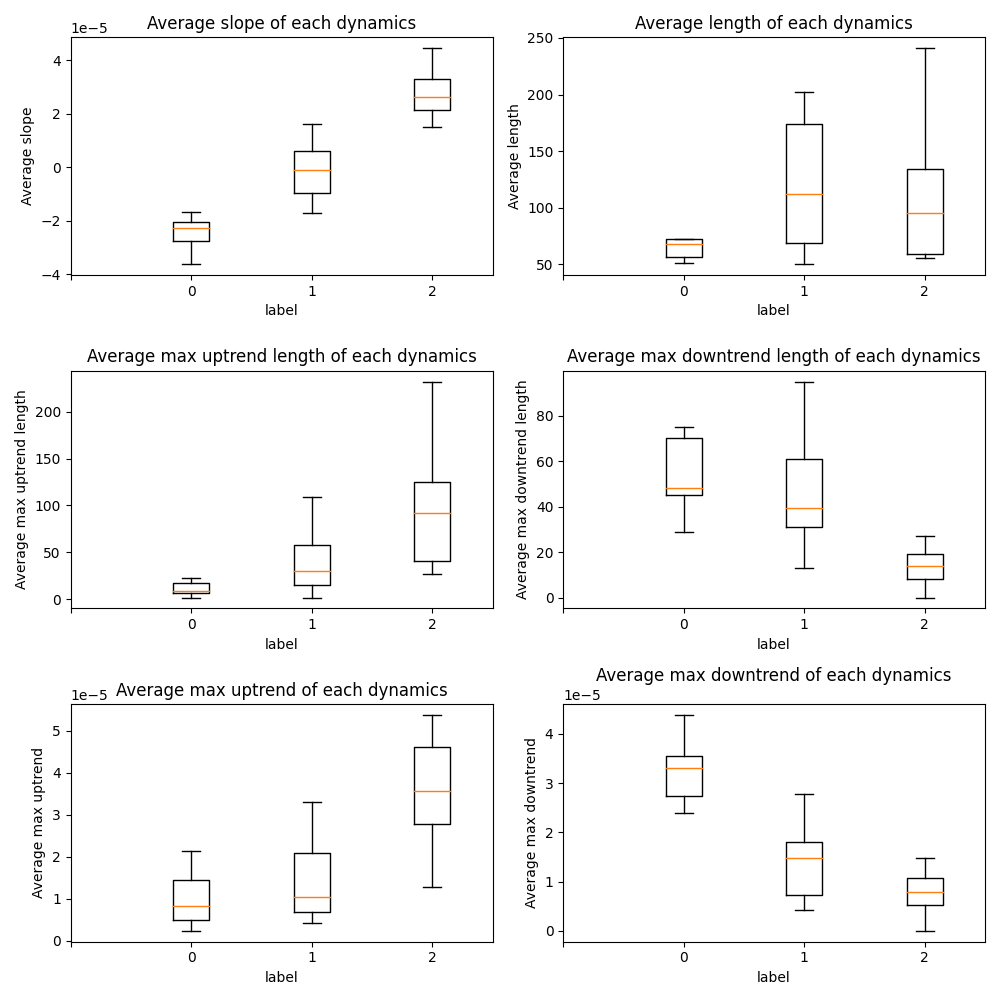 Average slope of each dynamics
1e−5
4
2
0
−2
−4
Average slope
0 1 2
label
Average length of each dynamics
250
200
150
100
50
Average length
0 1 2
label
Average max uptrend length of each dynamics
200
150
100
50
0
Average max uptrend length
0 1 2
label
Average max downtrend length of each dynamics
80
60
40
20
0
Average max downtrend length
0 1 2
label
Average max uptrend of each dynamics
1e−5
5
4
3
2
1
0
Average max uptrend
0 1 2
label
Average max downtrend of each dynamics
1e−5
4
3
2
1
0
Average max downtrend
0 1 2
label